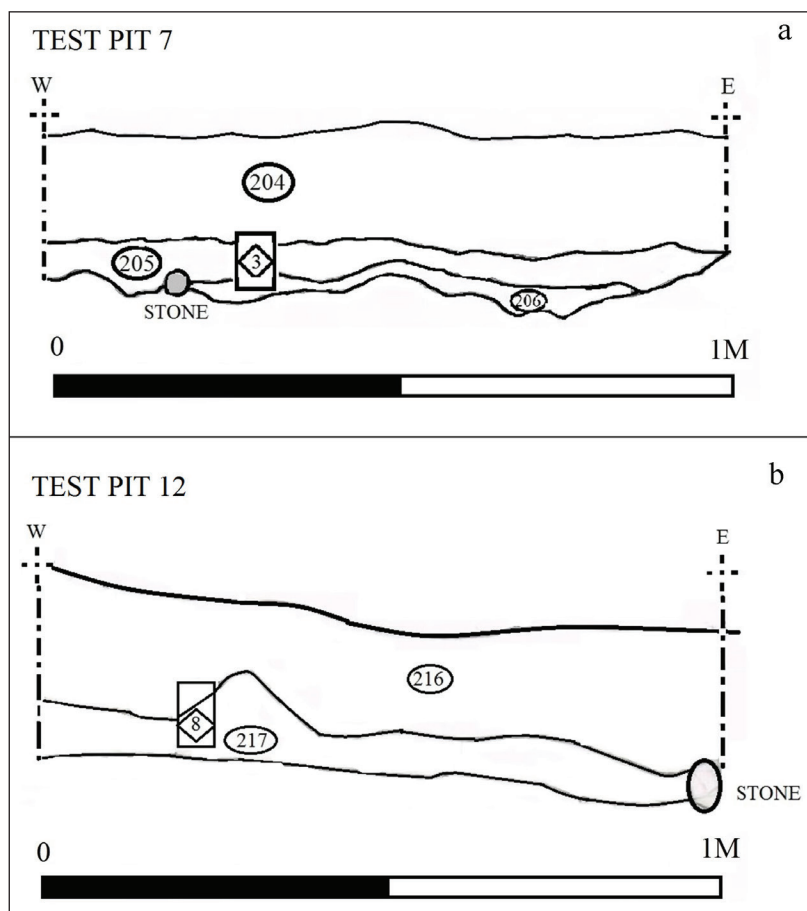 a
TEST PIT 7
W E
204
205 3
206
STONE
0 1M
b
TEST PIT 12
W E
216
8 217
STONE
0 1M